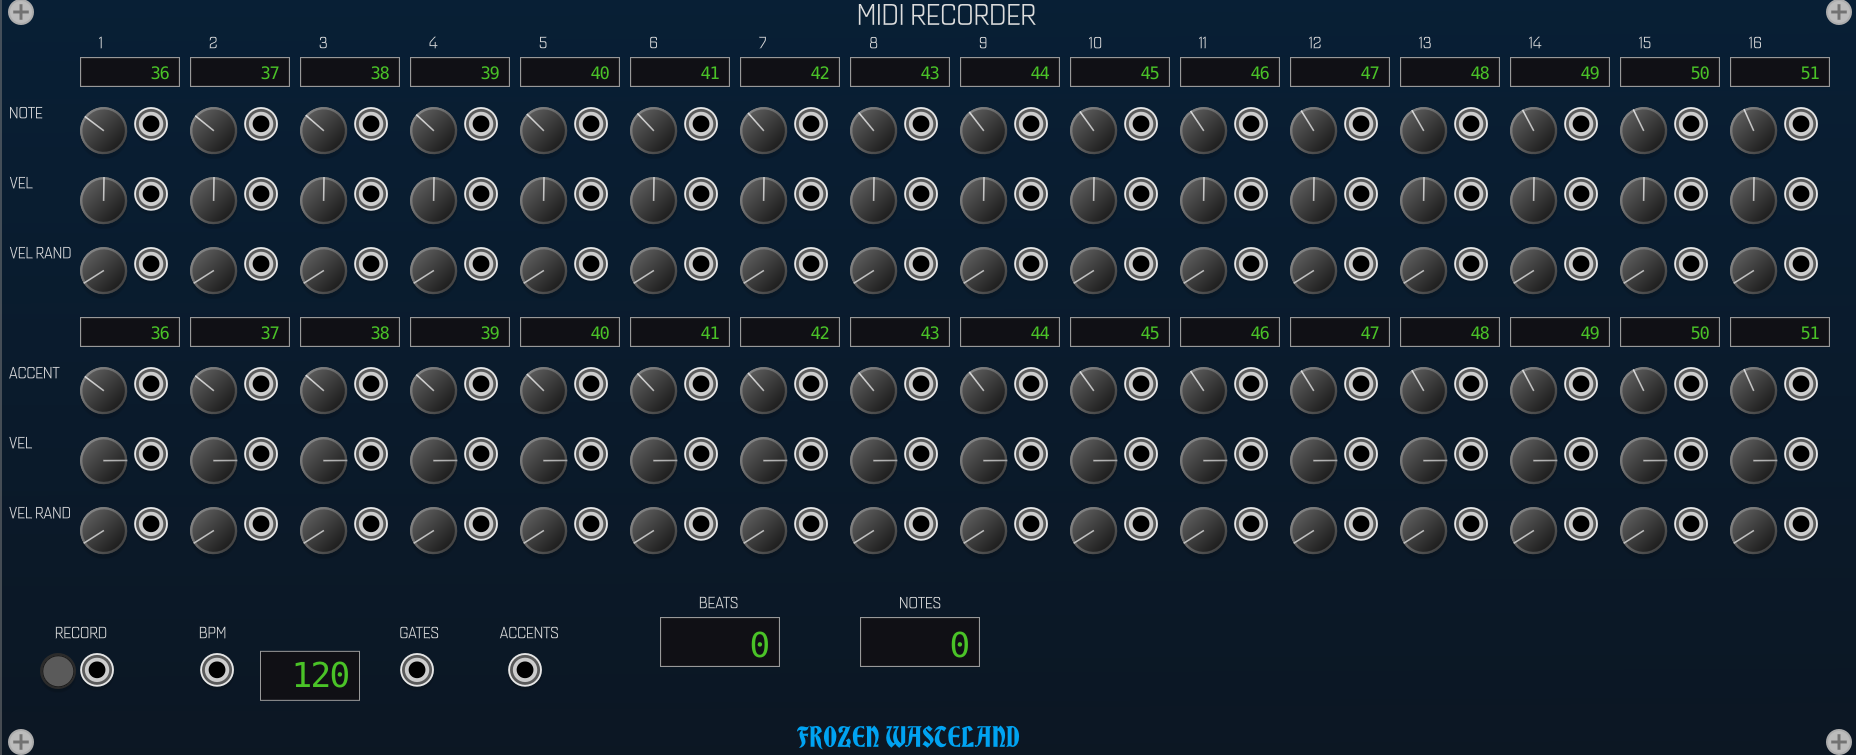 MIDI RECORDER
1 2 3 4 5 6 7 8 9 10 11 12 13 14 15 16
36 37 38 39 40 41 42 43 44 45 46 47 48 49 50 51
NOTE
VEL
VEL RAND
36 37 38 39 40 41 42 43 44 45 46 47 48 49 50 51
ACCENT
VEL
VEL RAND
BEATS NOTES
RECORD BPM GATES ACCENTS
0 0
120
FROZEN WASTELAND